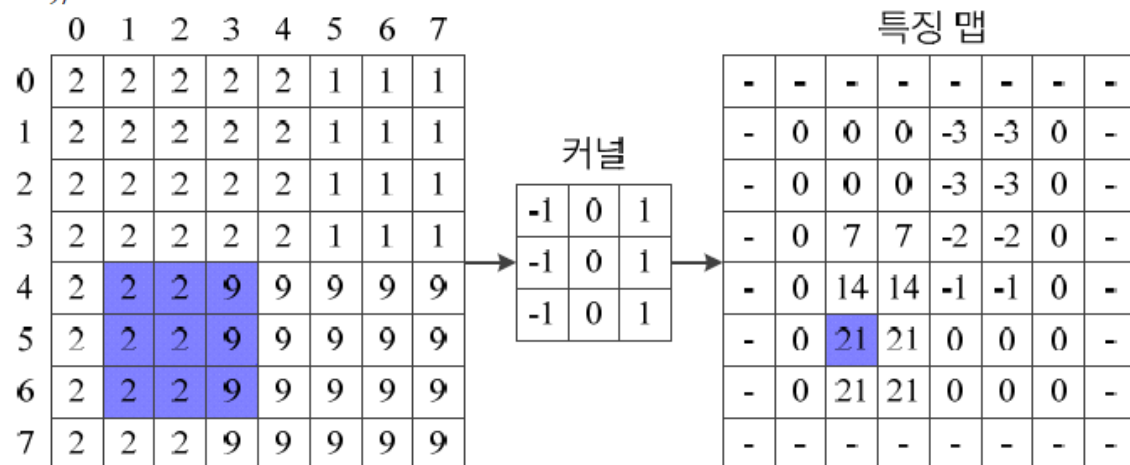 0 1 2 3 4 5 6 7
0 2 2 2 2 2 1 1 1
1 2 2 2 2 2 1 1 1
2 2 2 2 2 2 1 1 1
3 2 2 2 2 2 1 1 1
4 2 2 2 9 9 9 9 9
5 2 2 2 9 9 9 9 9
6 2 2 2 9 9 9 9 9
7 2 2 2 9 9 9 9 9
커널
-1 0 1
-1 0 1
-1 0 1
특징 맵
- - - - - - - -
- 0 0 0 -3 -3 0 -
- 0 0 0 -3 -3 0 -
- 0 7 7 -2 -2 0 -
- 0 14 14 -1 -1 0 -
- 0 21 21 0 0 0 -
- 0 21 21 0 0 0 -
- - - - - - - -